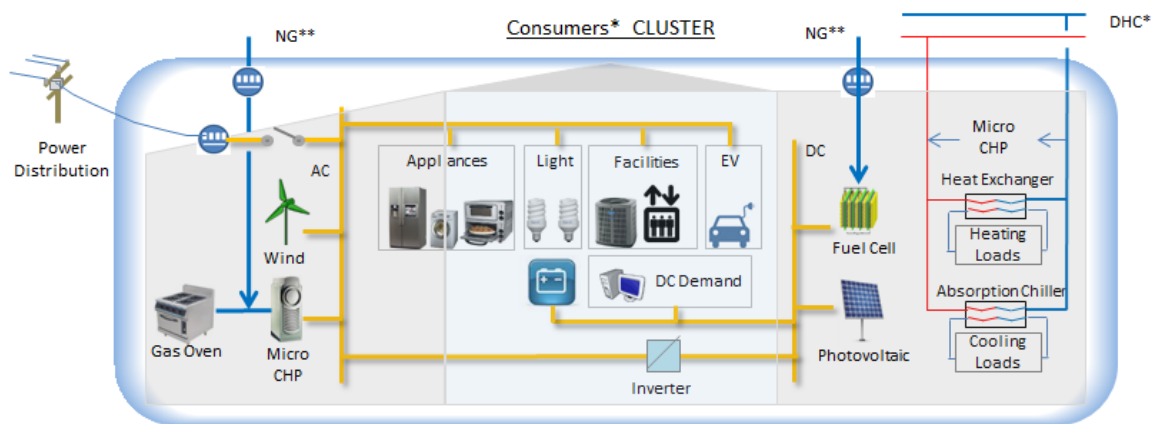 Consumers* CLUSTER
NG**
NG**
DHC*
Power
Distribution
AC
Appliances
Light
Facilities
EV
DC
Micro
CHP
Heat Exchanger
Heating
Loads
Wind
Fuel Cell
DC Demand
Absorption Chiller
Cooling
Loads
Gas Oven
Micro
CHP
Photovoltaic
Inverter